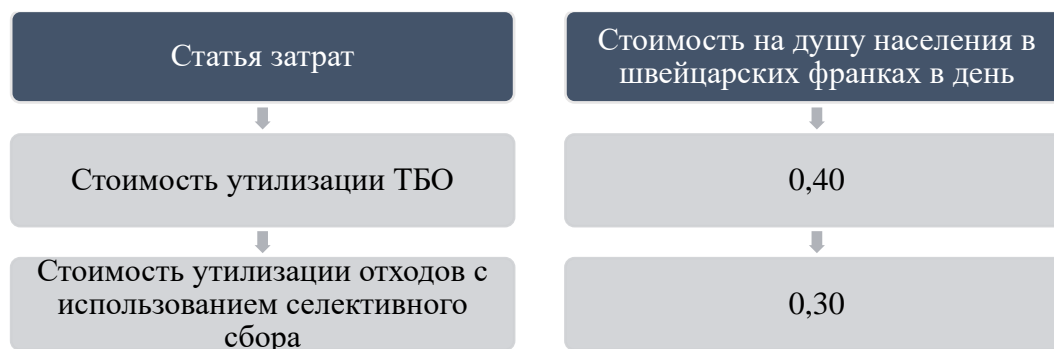 Статья затрат
Стоимость на душу населения в
швейцарских франках в день
Стоимость утилизации ТБО
0,40
Стоимость утилизации отходов с
использованием селективного
сбора
0,30